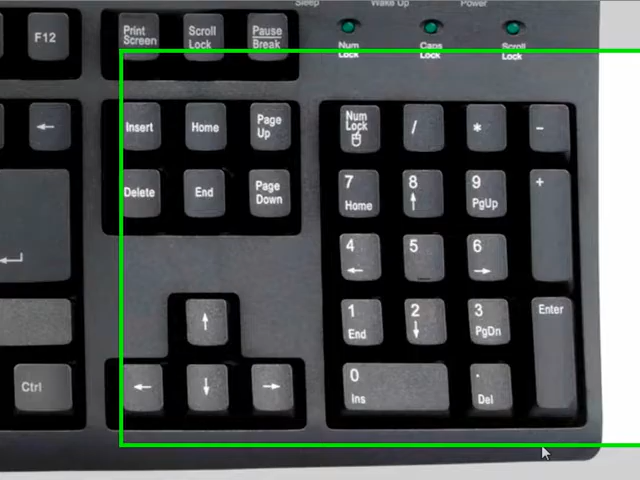 Sleep Wake Up Power
F12
Print
Screen
Scroll
Lock
Pause
Break
Num
Lock
Caps
Lock
Scroll
Lock
←
Insert
Home
Page
Up
Num
Lock
/
*
-
Delete
End
Page
Down
7
Home
8
↑
9
PgUp
+
4
←
5
6
→
↑
1
End
2
↓
3
PgDn
Enter
Ctrl
←
↓
→
0
Ins
.
Del